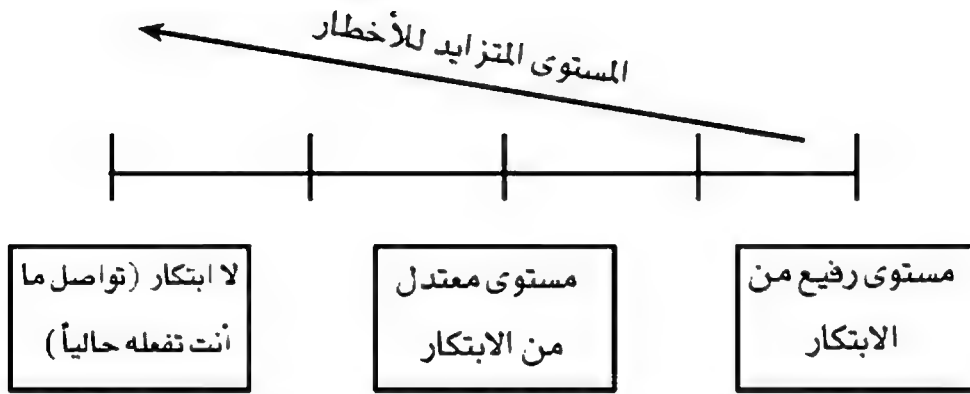 المستوى المتزايد للأخطار
مستوى رفيع من
الابتكار
مستوى معتدل
من الابتكار
لا ابتكار (تواصل ما
أنت تفعله حالياً)